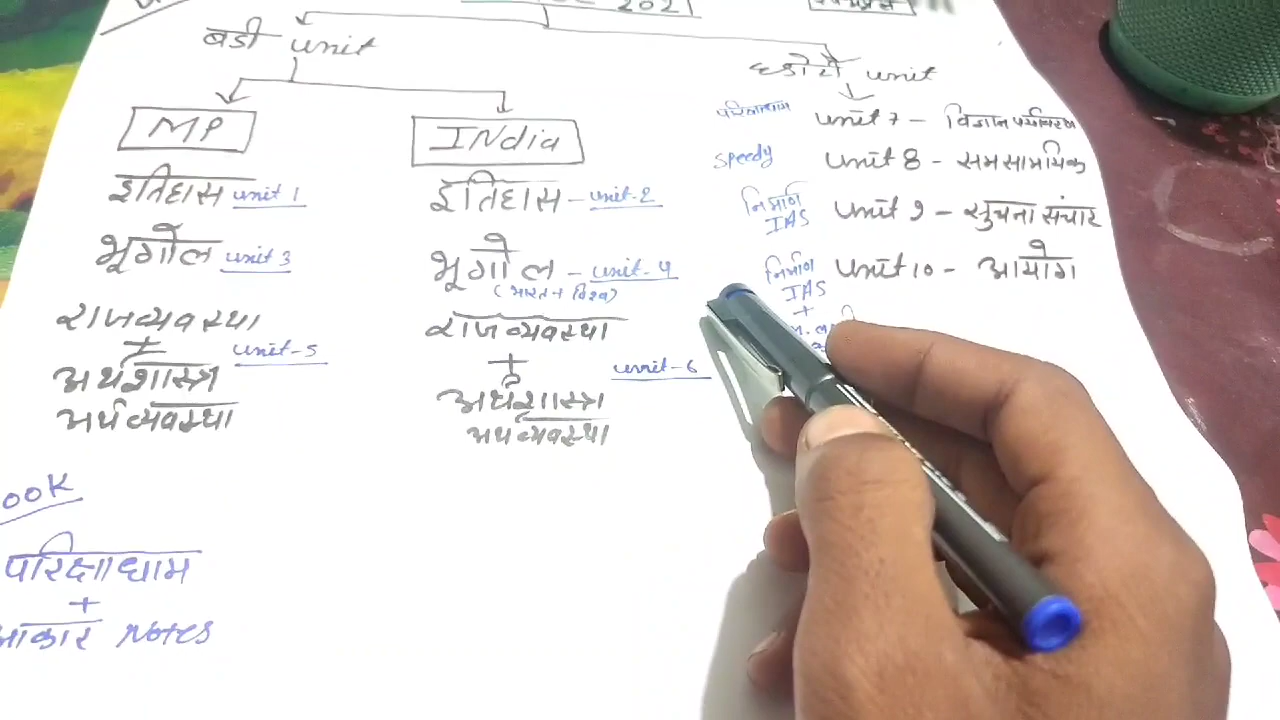 202
बडी unit
छोटी unit
MP
INdia
इतिहास unit 1
भूगोल unit 3
राजव्यवस्था
+
unit-5
अर्थशास्त्र
अर्थव्यवस्था
इतिहास - unit-2
भूगोल - unit-4
(भारत + विश्व)
राजव्यवस्था
+
unit-6
अर्थशास्त्र
अर्थव्यवस्था
unit 7 - विज्ञान पर्यावरण
Speedy unit 8 - समसामयिक
निर्माण IAS unit 9 - सुचना संचार
निर्माण IAS unit 10 - आयोग
+
ook
परिक्षाधाम
+
आकार Notes